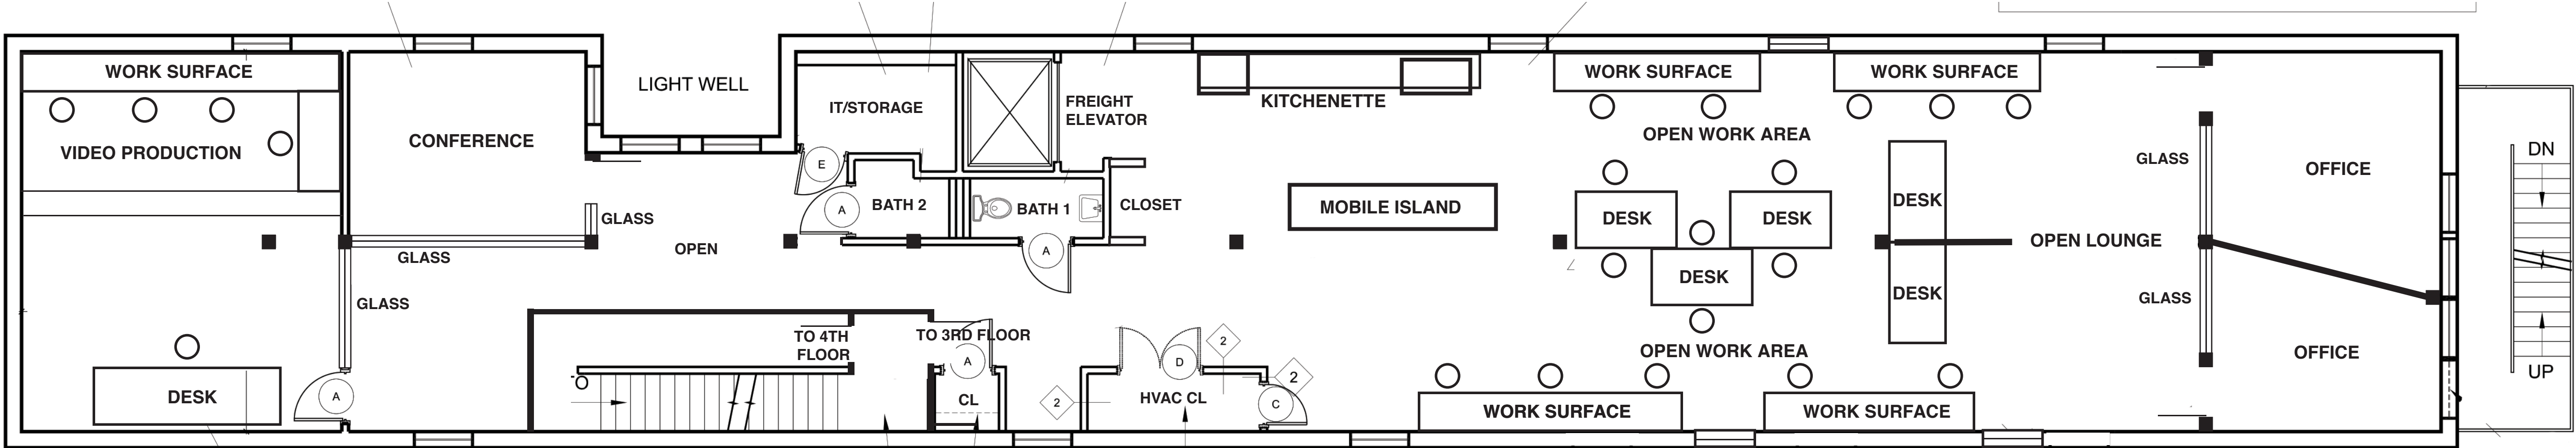 LIGHT WELL
WORK SURFACE
VIDEO PRODUCTION
CONFERENCE
IT/STORAGE
FREIGHT
ELEVATOR
KITCHENETTE
WORK SURFACE
WORK SURFACE
OPEN WORK AREA
E
A
BATH 2
BATH 1
CLOSET
MOBILE ISLAND
DESK
DESK
DESK
DESK
DESK
GLASS
OFFICE
DN
GLASS
GLASS
OPEN
A
OPEN LOUNGE
GLASS
GLASS
TO 4TH
FLOOR
TO 3RD FLOOR
A
D
2
2
2
OPEN WORK AREA
OFFICE
UP
DESK
A
O
CL
HVAC CL
C
WORK SURFACE
WORK SURFACE